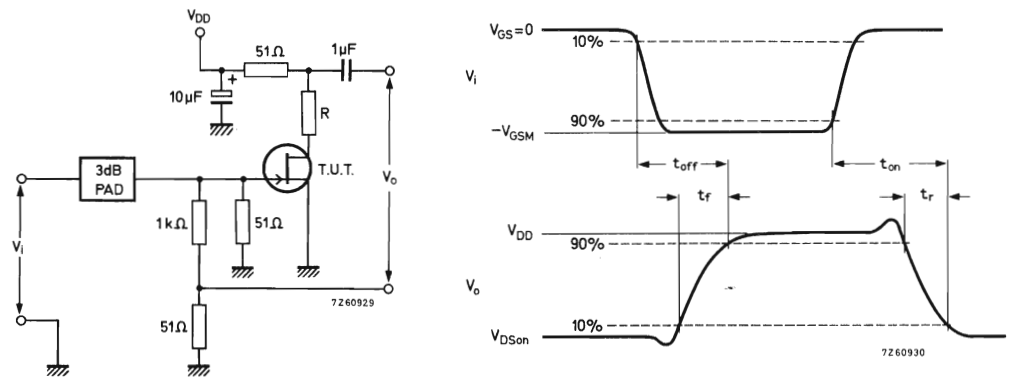 VDD
51Ω
1µF
+
10µF
R
T.U.T.
3dB
PAD
Vo
1kΩ
51Ω
Vi
7Z60929
51Ω
VGS=0
10%
Vi
90%
-VGSM
toff
ton
tf
tr
VDD
90%
Vo
10%
VDSon
7Z60930